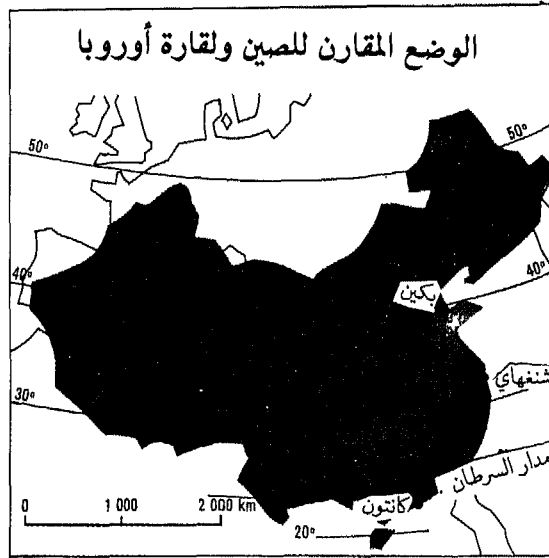 الوضع المقارن للصين ولقارة أوروبا
50°
50°
40°
بكين
40°
شنغهاي
30°
مدار السرطان
كانتون
0 1 000 2 000 km
20°